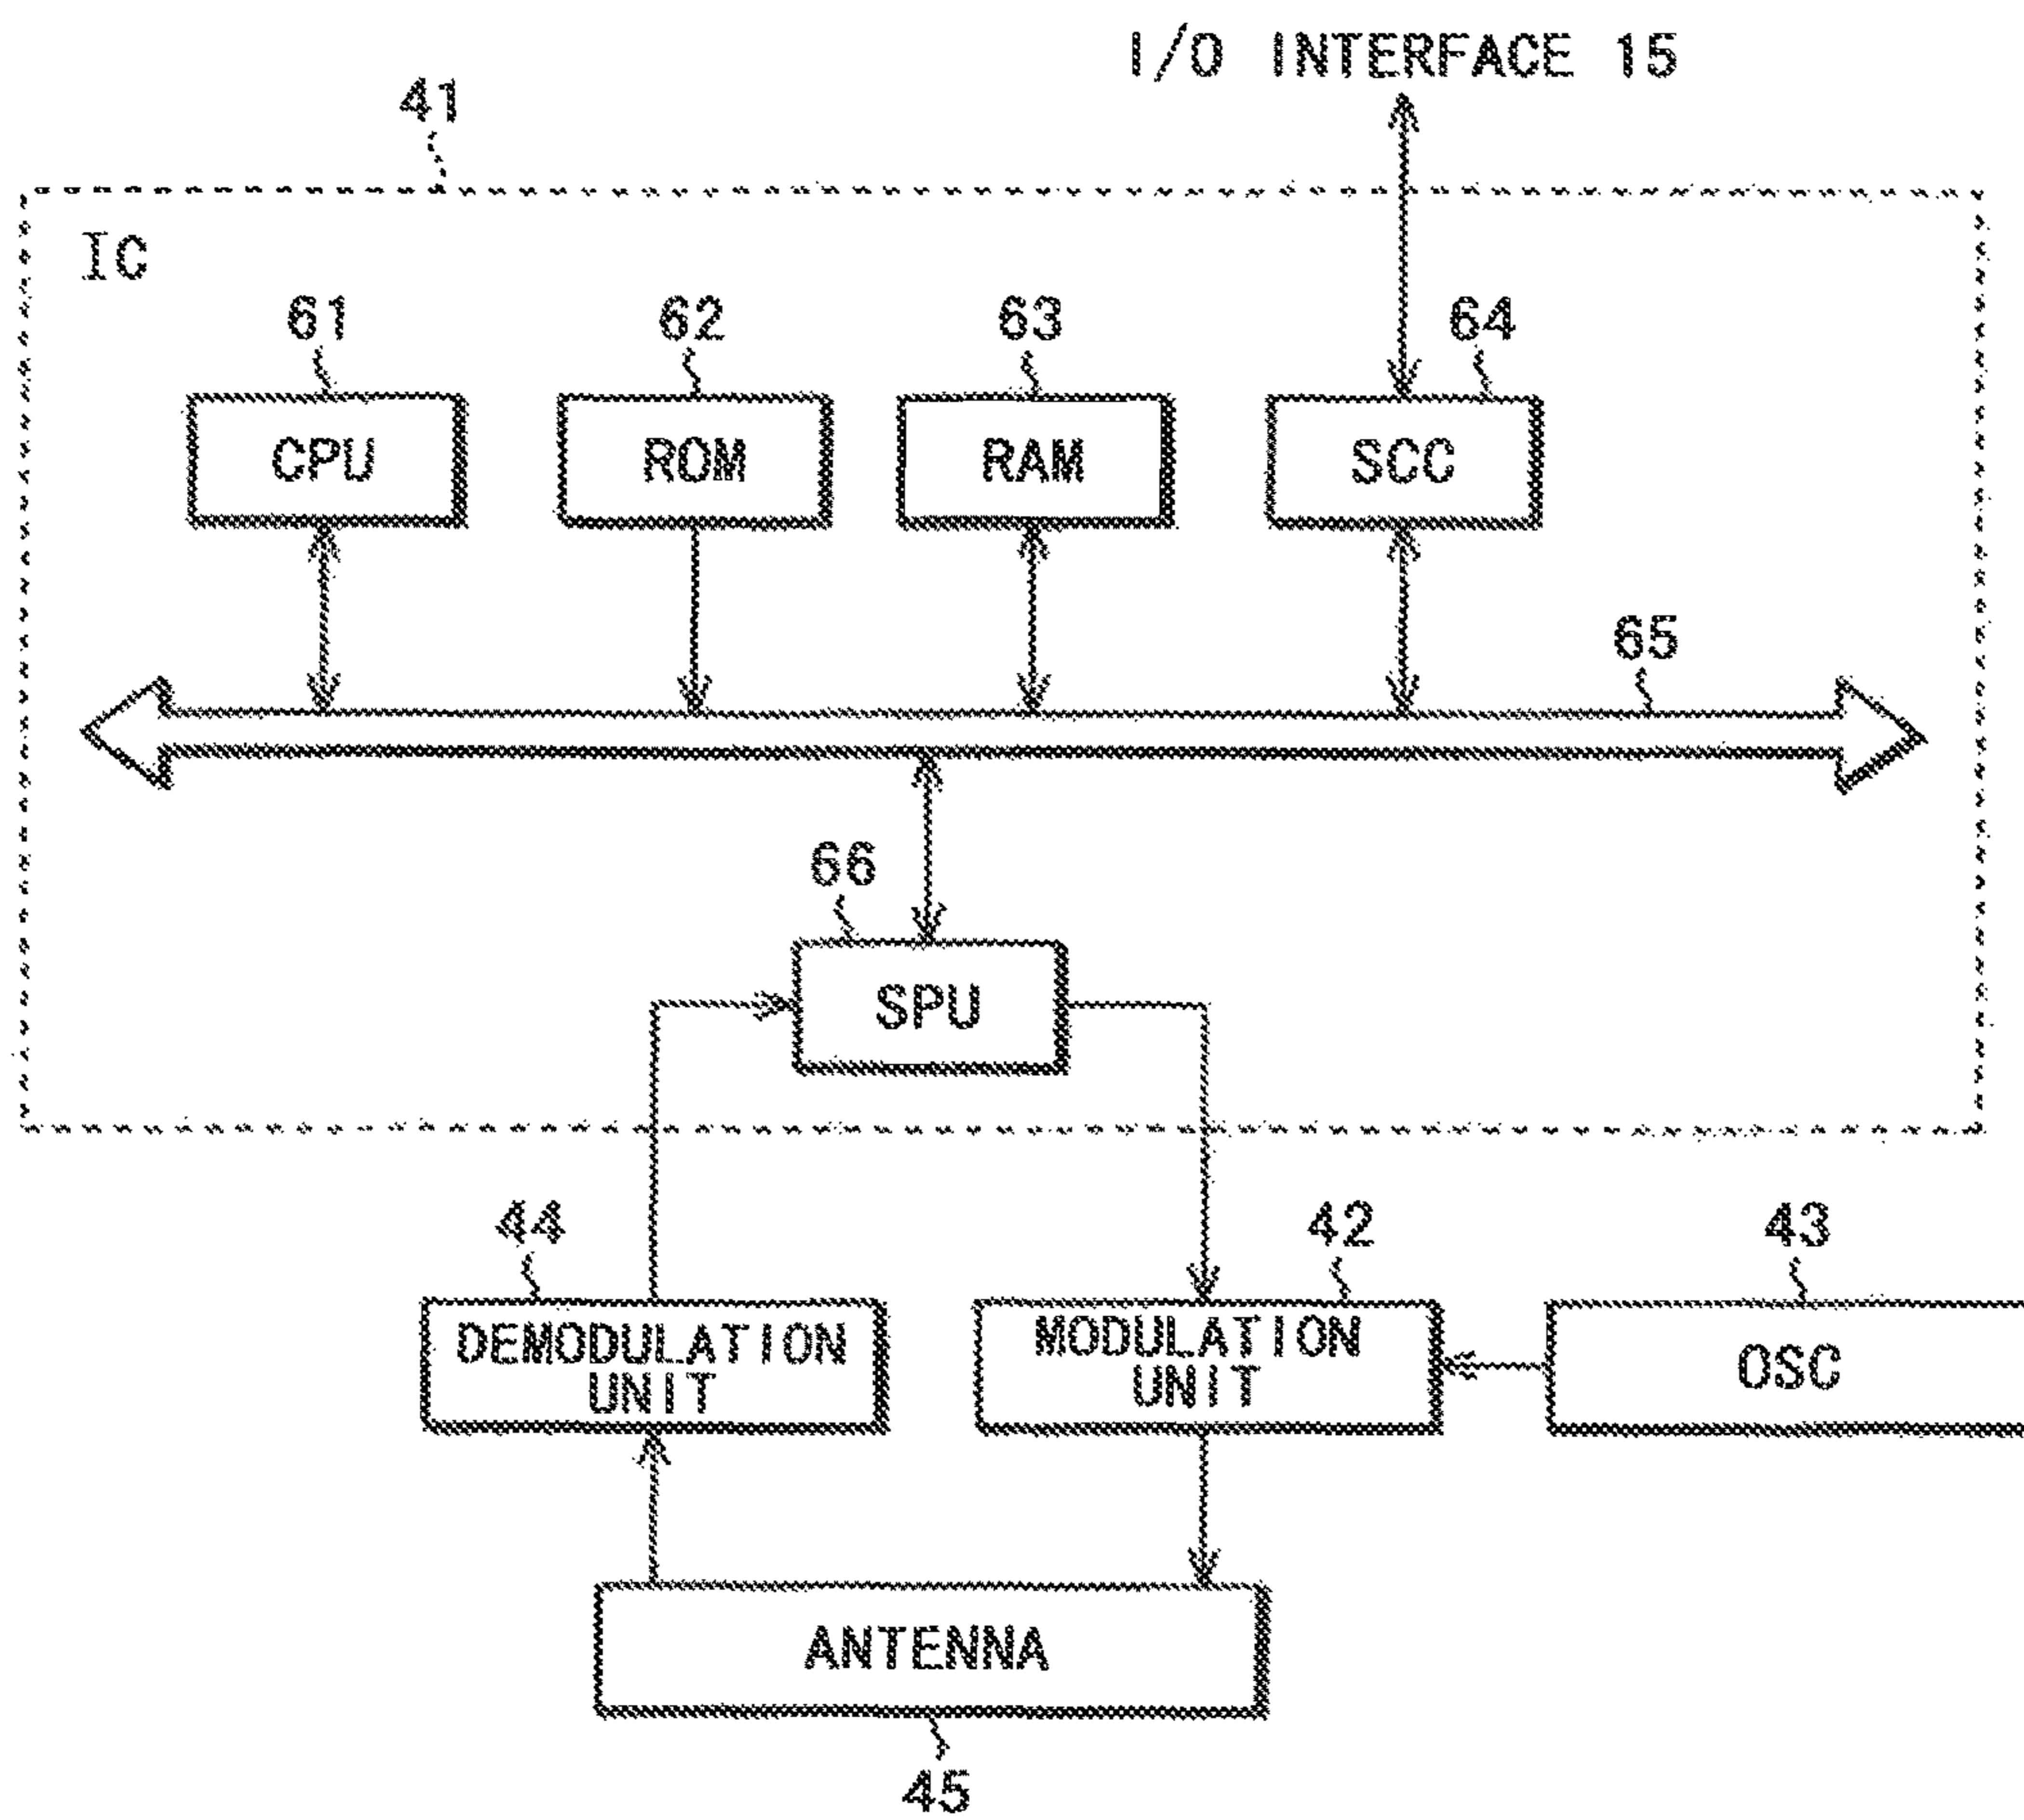 I/O INTERFACE 15
41
IC
61
62
63
64
CPU
ROM
RAM
SCC
65
66
SPU
44
42
43
DEMODULATION
UNIT
MODULATION
UNIT
OSC
ANTENNA
45